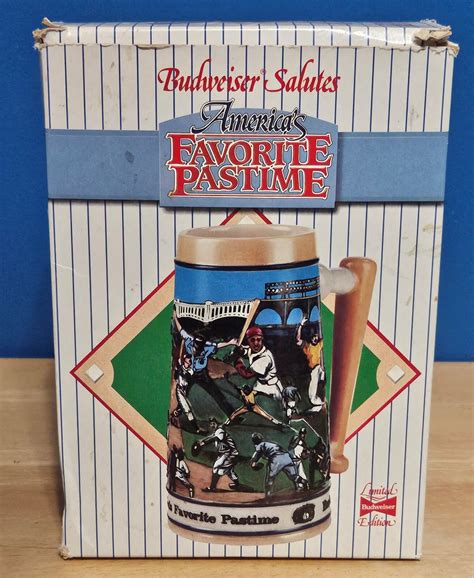 Budweiser Salutes
America's
FAVORITE
PASTIME
Favorite Pastime
Limited
Budweiser
Edition